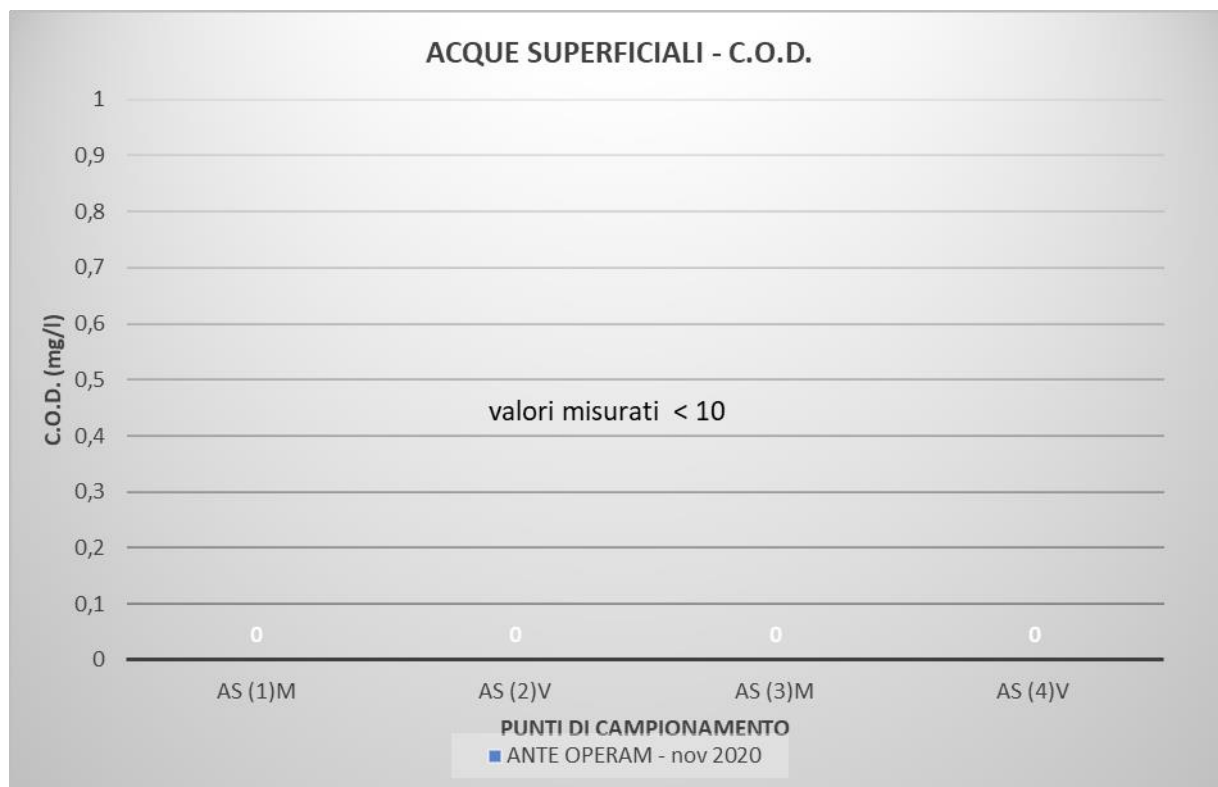 ACQUE SUPERFICIALI - C.O.D.
1
0,9
0,8
0,7
0,6
0,5
0,4
0,3
0,2
0,1
0
C.O.D. (mg/l)
valori misurati < 10
0 0 0 0
AS (1)M AS (2)V AS (3)M AS (4)V
PUNTI DI CAMPIONAMENTO
ANTE OPERAM - nov 2020